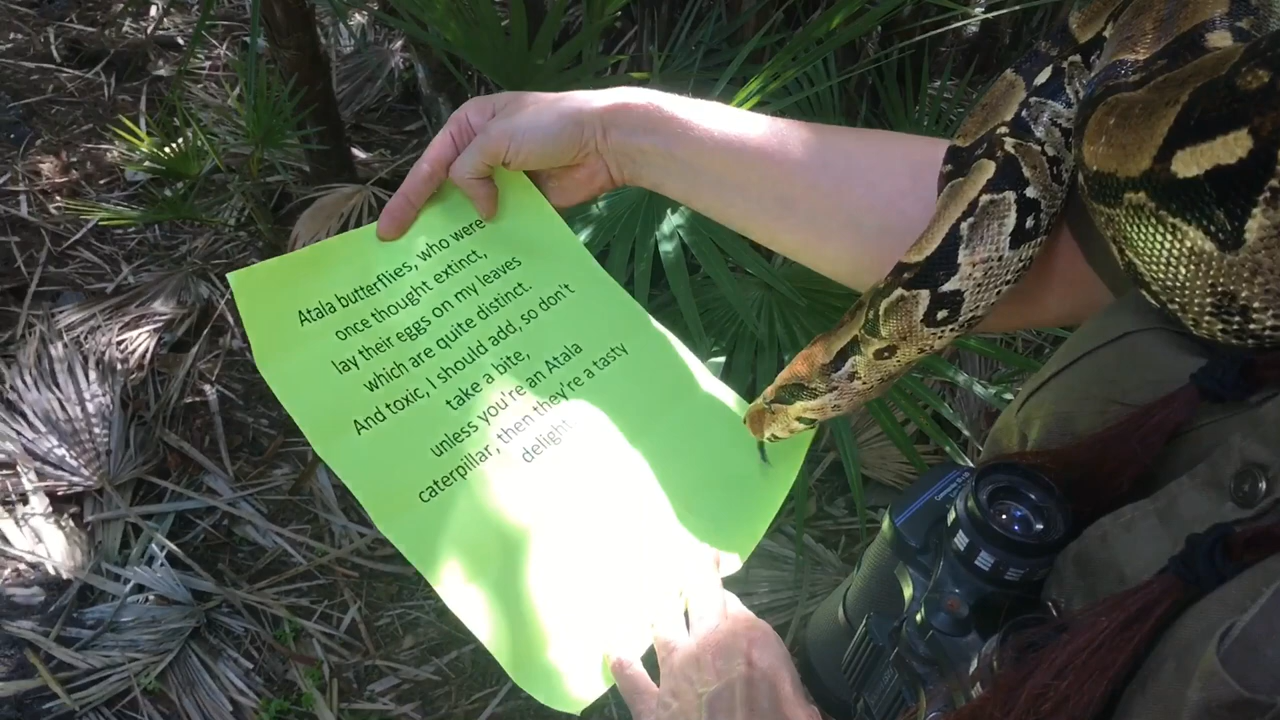 Atala butterflies, who were
once thought extinct,
lay their eggs on my leaves
which are quite distinct.
And toxic, I should add, so don't
take a bite,
unless you're an Atala
caterpillar, then they're a tasty
delight